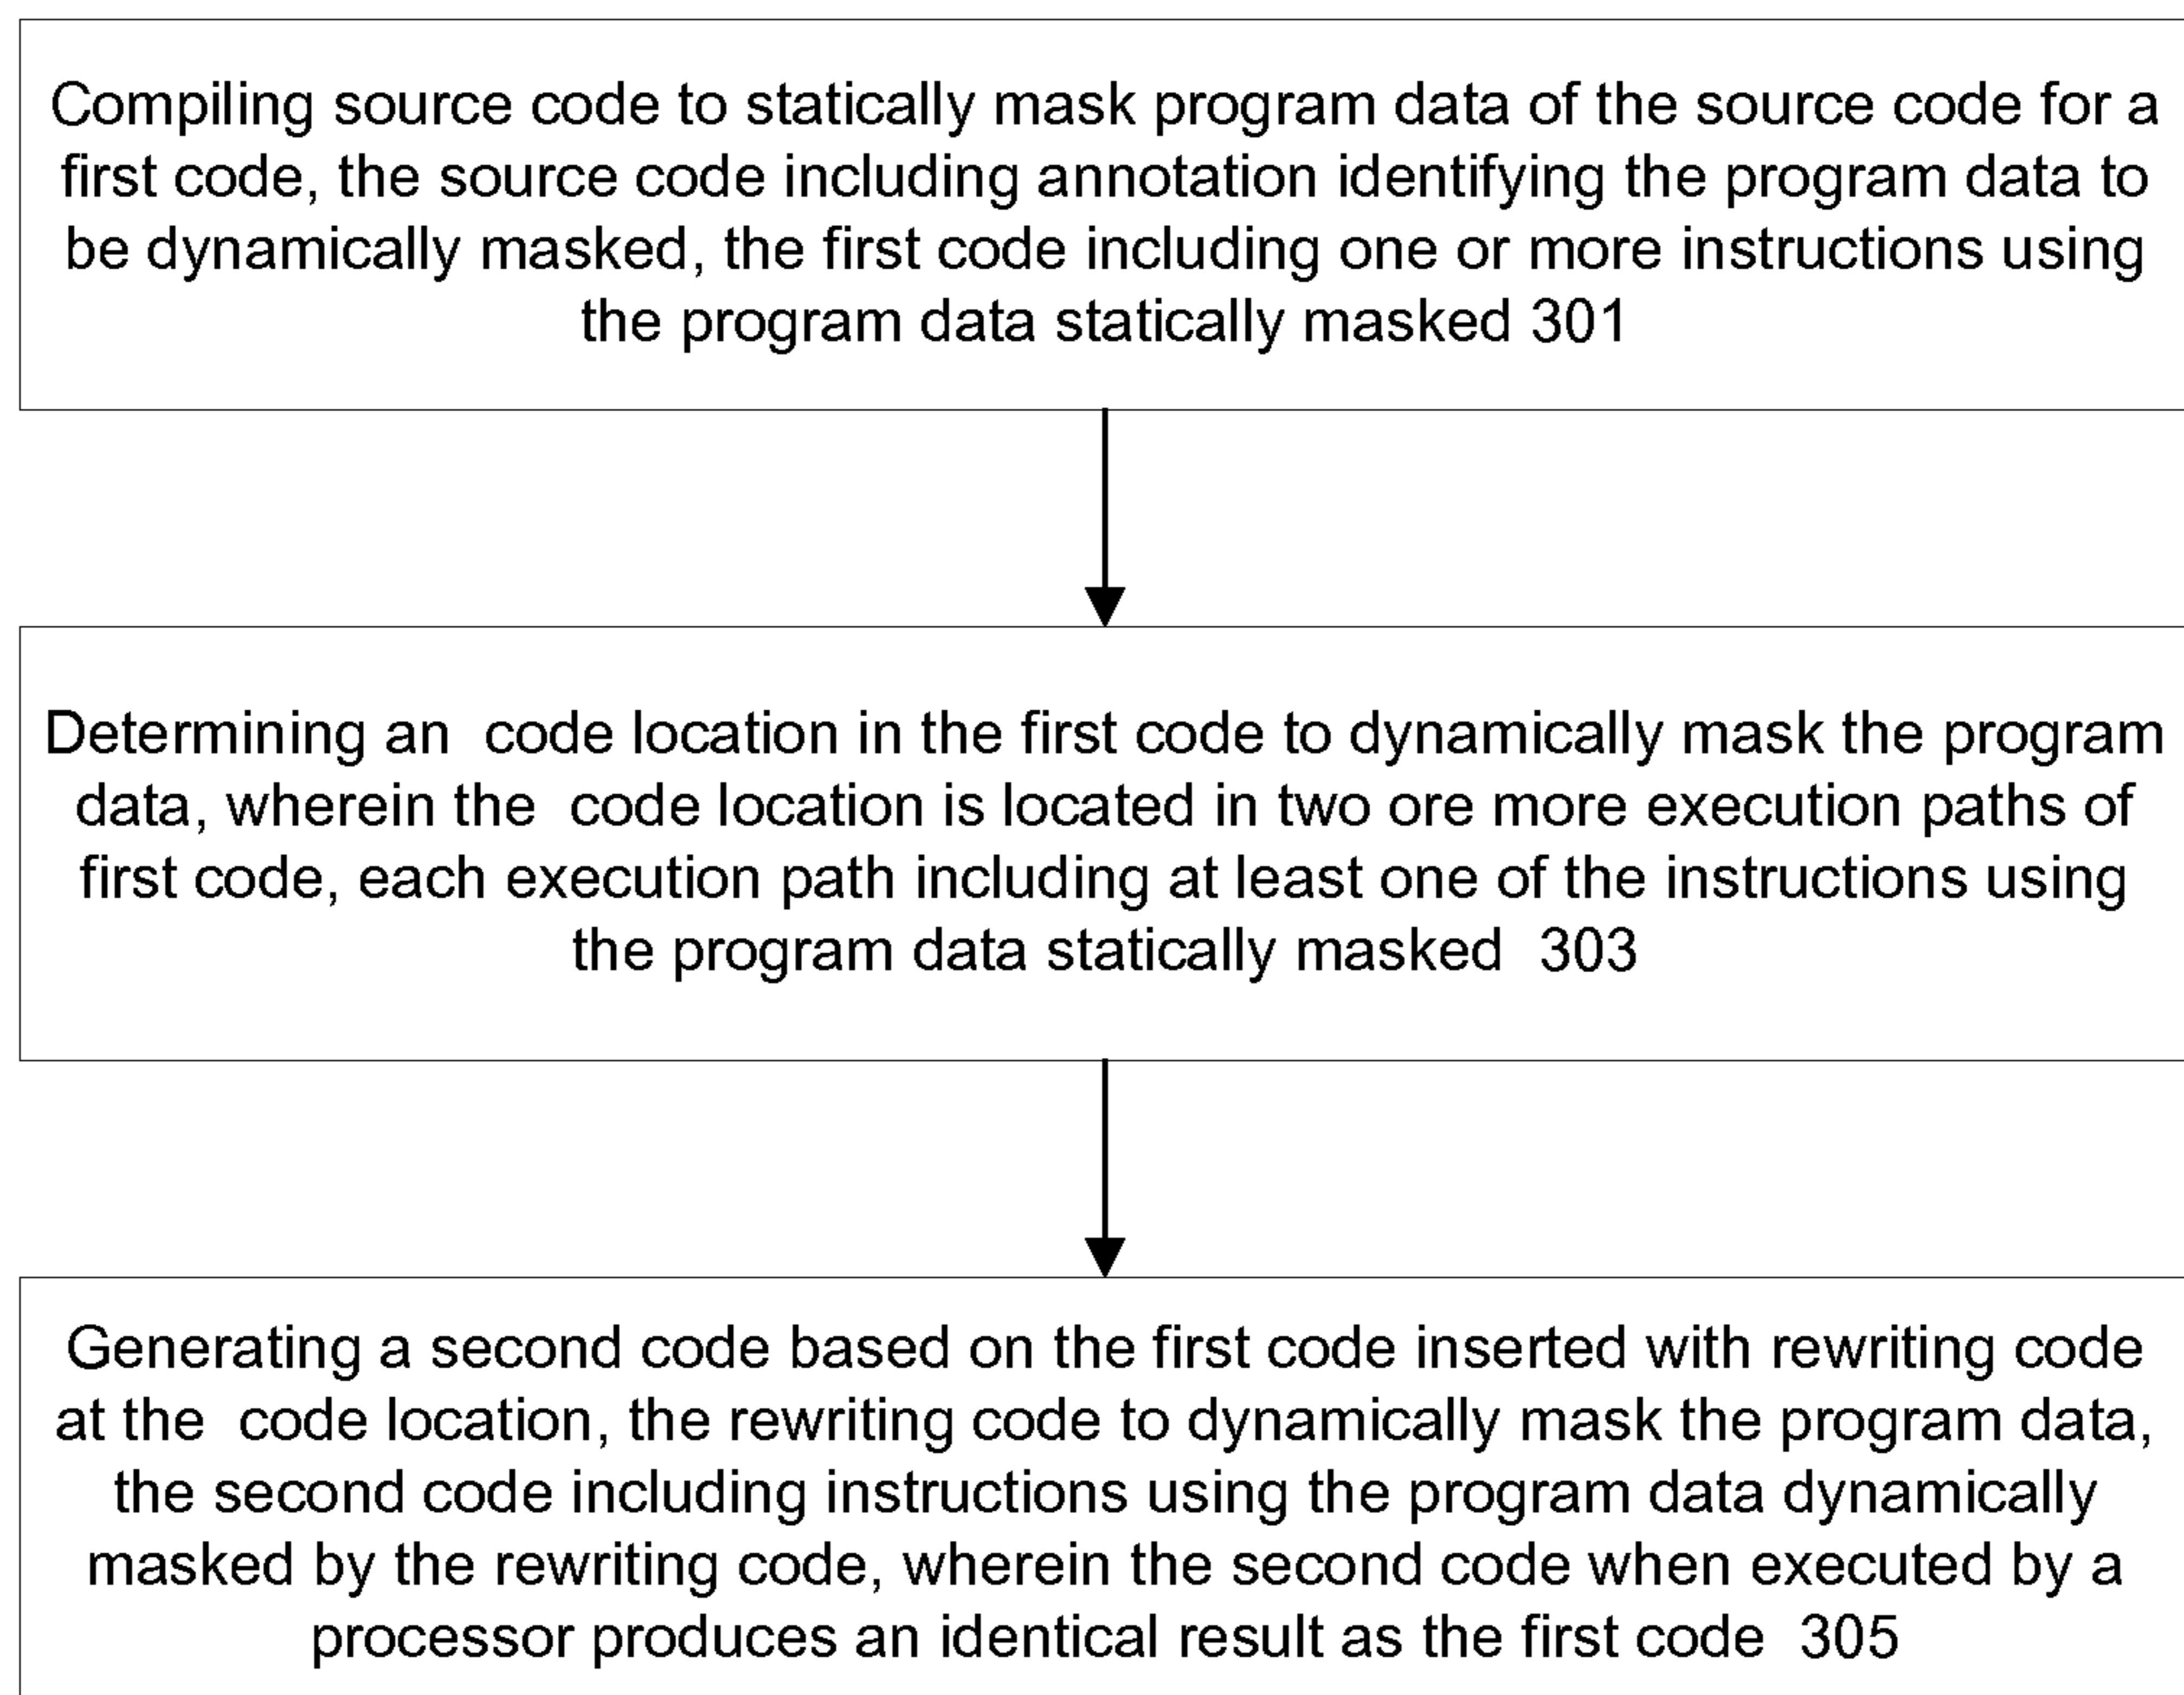 Compiling source code to statically mask program data of the source code for a
first code, the source code including annotation identifying the program data to
be dynamically masked, the first code including one or more instructions using
the program data statically masked 301
Determining an  code location in the first code to dynamically mask the program
data, wherein the  code location is located in two ore more execution paths of
first code, each execution path including at least one of the instructions using
the program data statically masked  303
Generating a second code based on the first code inserted with rewriting code
at the  code location, the rewriting code to dynamically mask the program data,
the second code including instructions using the program data dynamically
masked by the rewriting code, wherein the second code when executed by a
processor produces an identical result as the first code  305